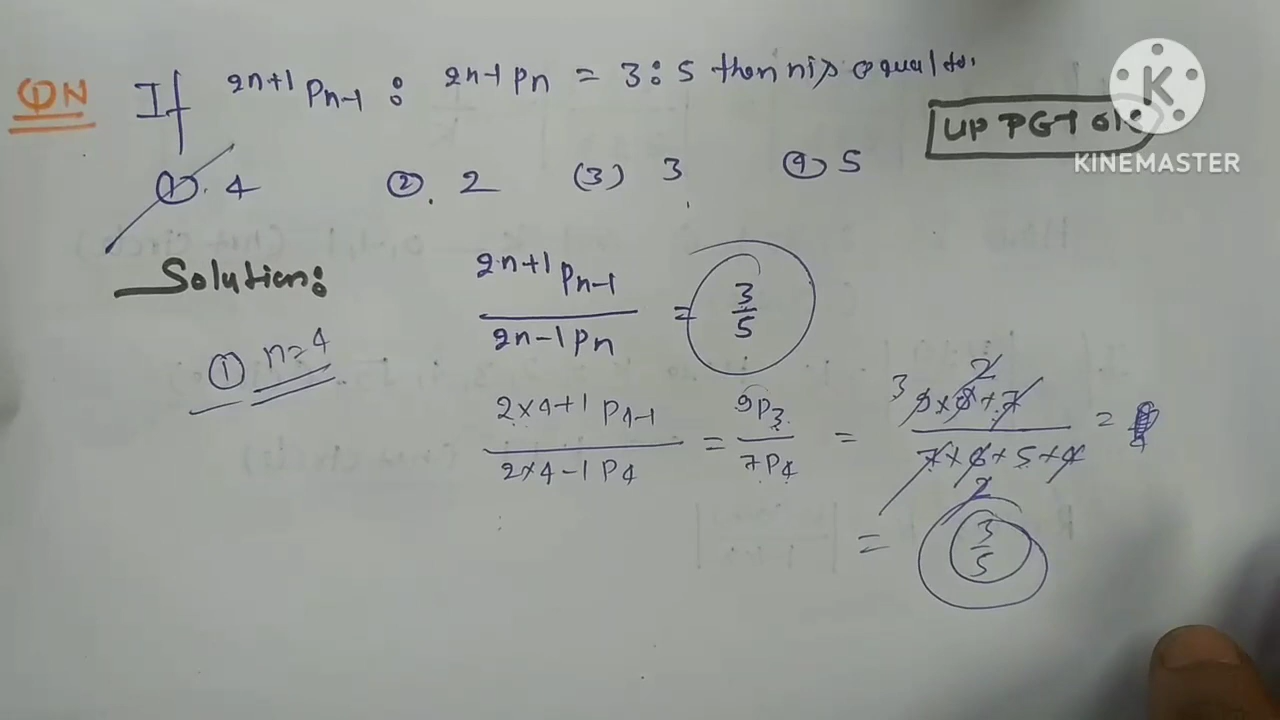 QN If 2n+1 Pn-1 : 2n-1 Pn = 3:5 then n is equal to.
UP PGT
K
KINEMASTER
① . 4 ② . 2 (3) 3 ④ 5
Solution:
2n+1 Pn-1 / 2n-1 Pn = 3/5
① n=4
2×4+1 P4-1 / 2×4-1 P4 = 9P3 / 7P4 = 9×8×7 / 7×6×5×4 =
= 3/5